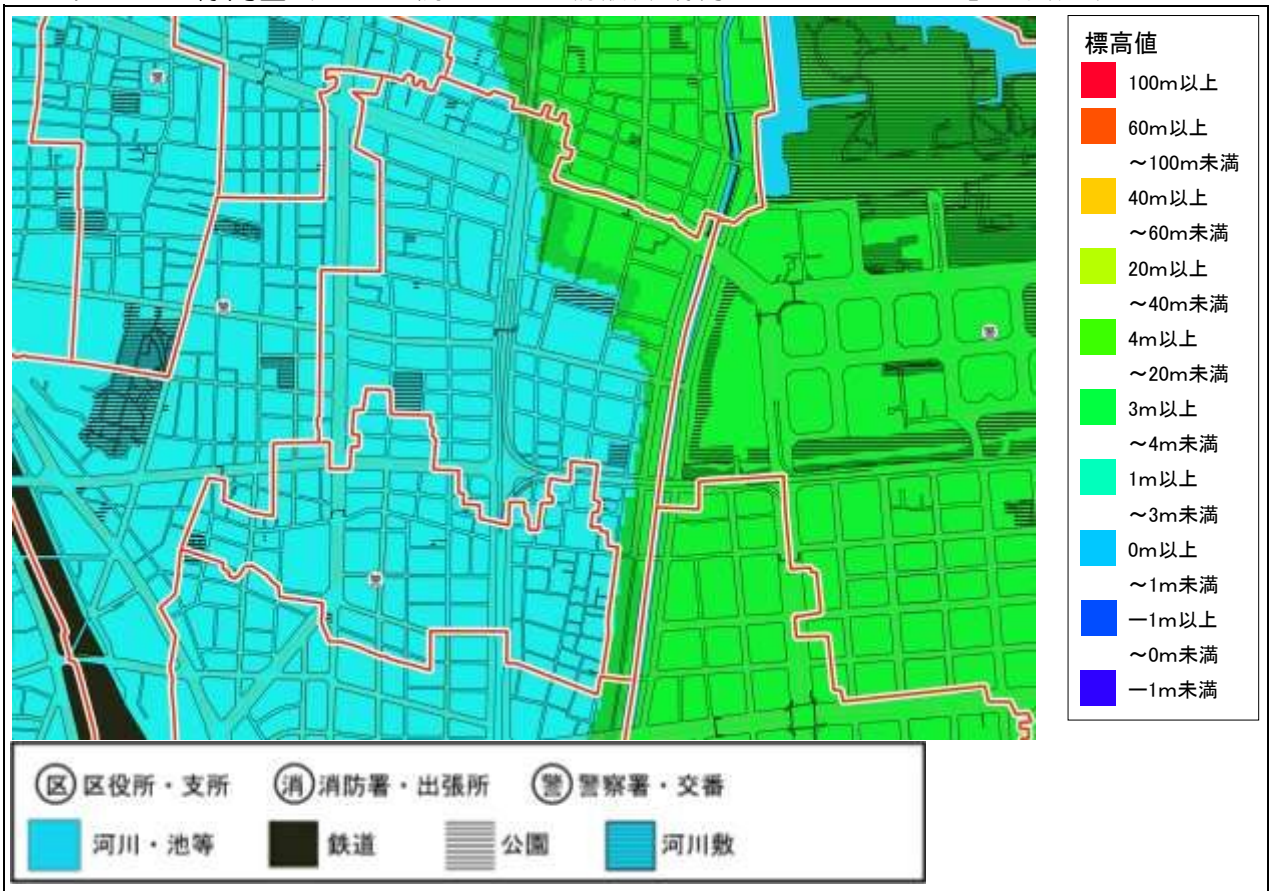 標高値
100m以上
60m以上
～100m未満
40m以上
～60m未満
20m以上
～40m未満
4m以上
～20m未満
3m以上
～4m未満
1m以上
～3m未満
0m以上
～1m未満
－1m以上
～0m未満
－1m未満
区 区役所・支所
消 消防署・出張所
警 警察署・交番
河川・池等
鉄道
公園
河川敷